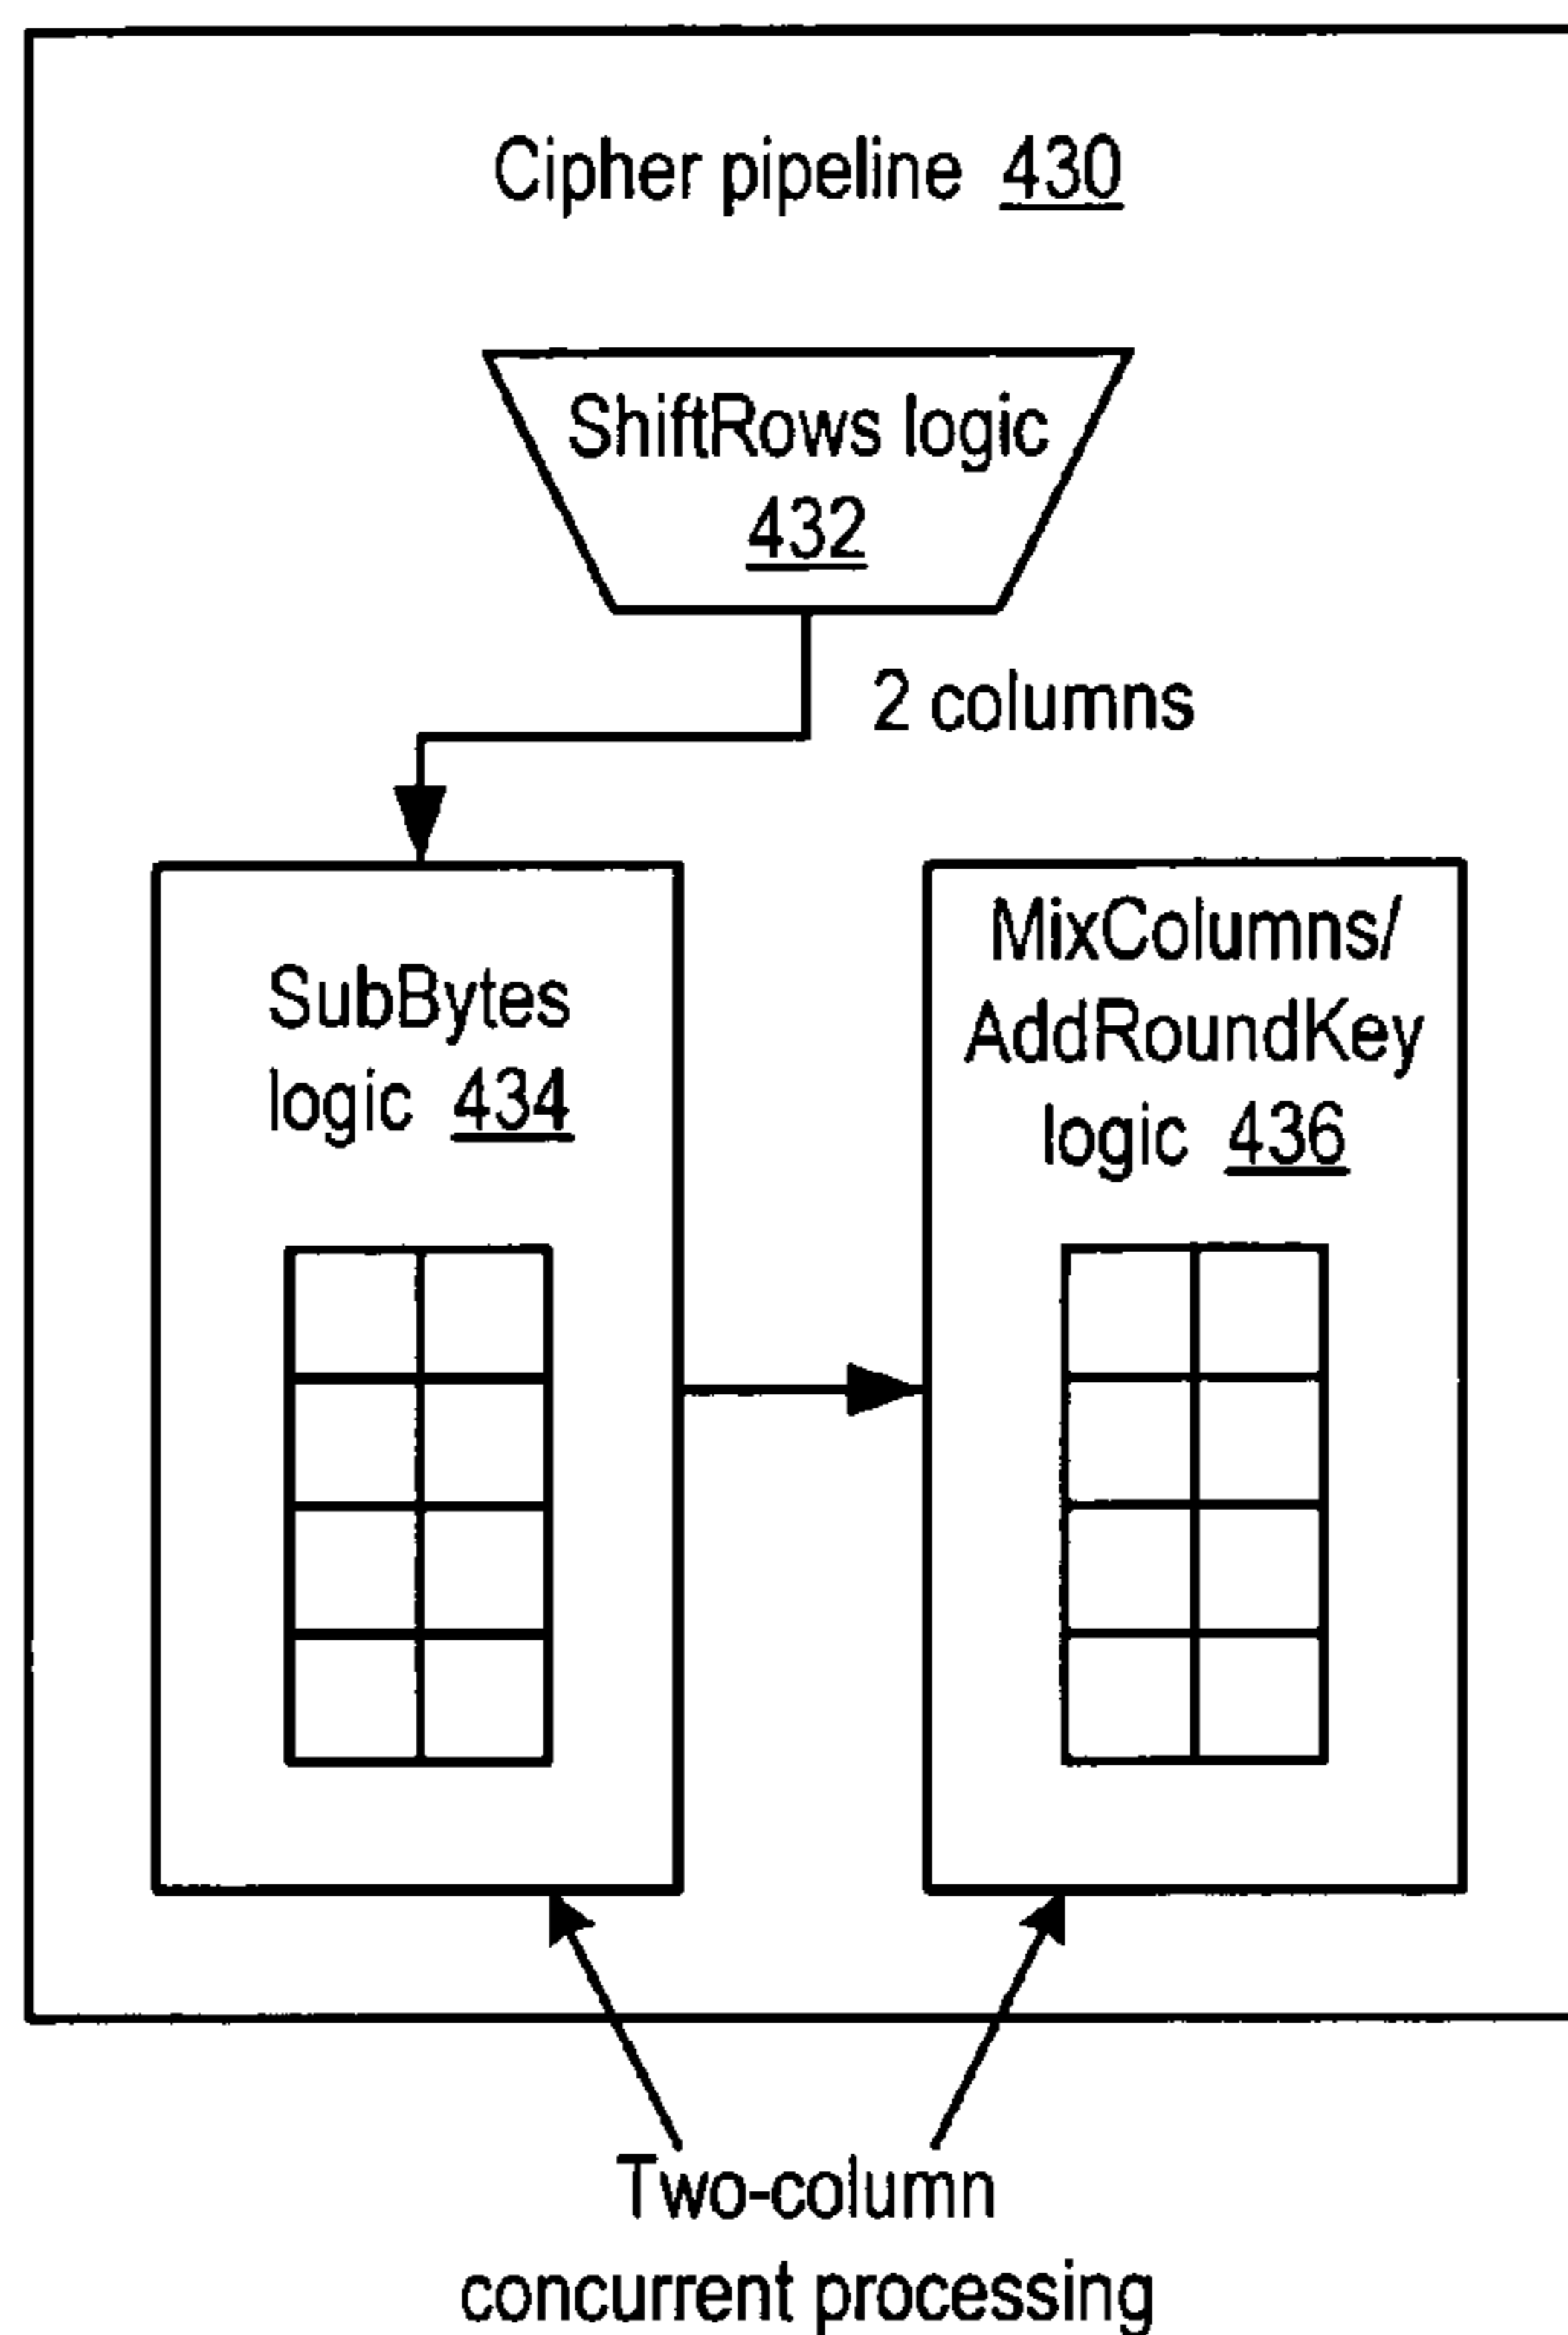 Cipher pipeline 430
ShiftRows logic
432
2 columns
SubBytes
logic 434
MixColumns/
AddRoundKey
logic 436
Two-column
concurrent processing